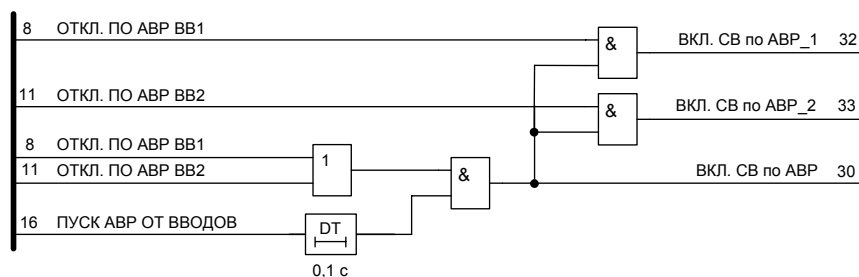 8 ОТКЛ. ПО АВР ВВ1
& ВКЛ. СВ по АВР_1 32
11 ОТКЛ. ПО АВР ВВ2
& ВКЛ. СВ по АВР_2 33
8 ОТКЛ. ПО АВР ВВ1
11 ОТКЛ. ПО АВР ВВ2
1
& ВКЛ. СВ по АВР 30
16 ПУСК АВР ОТ ВВОДОВ
DT
0,1 с